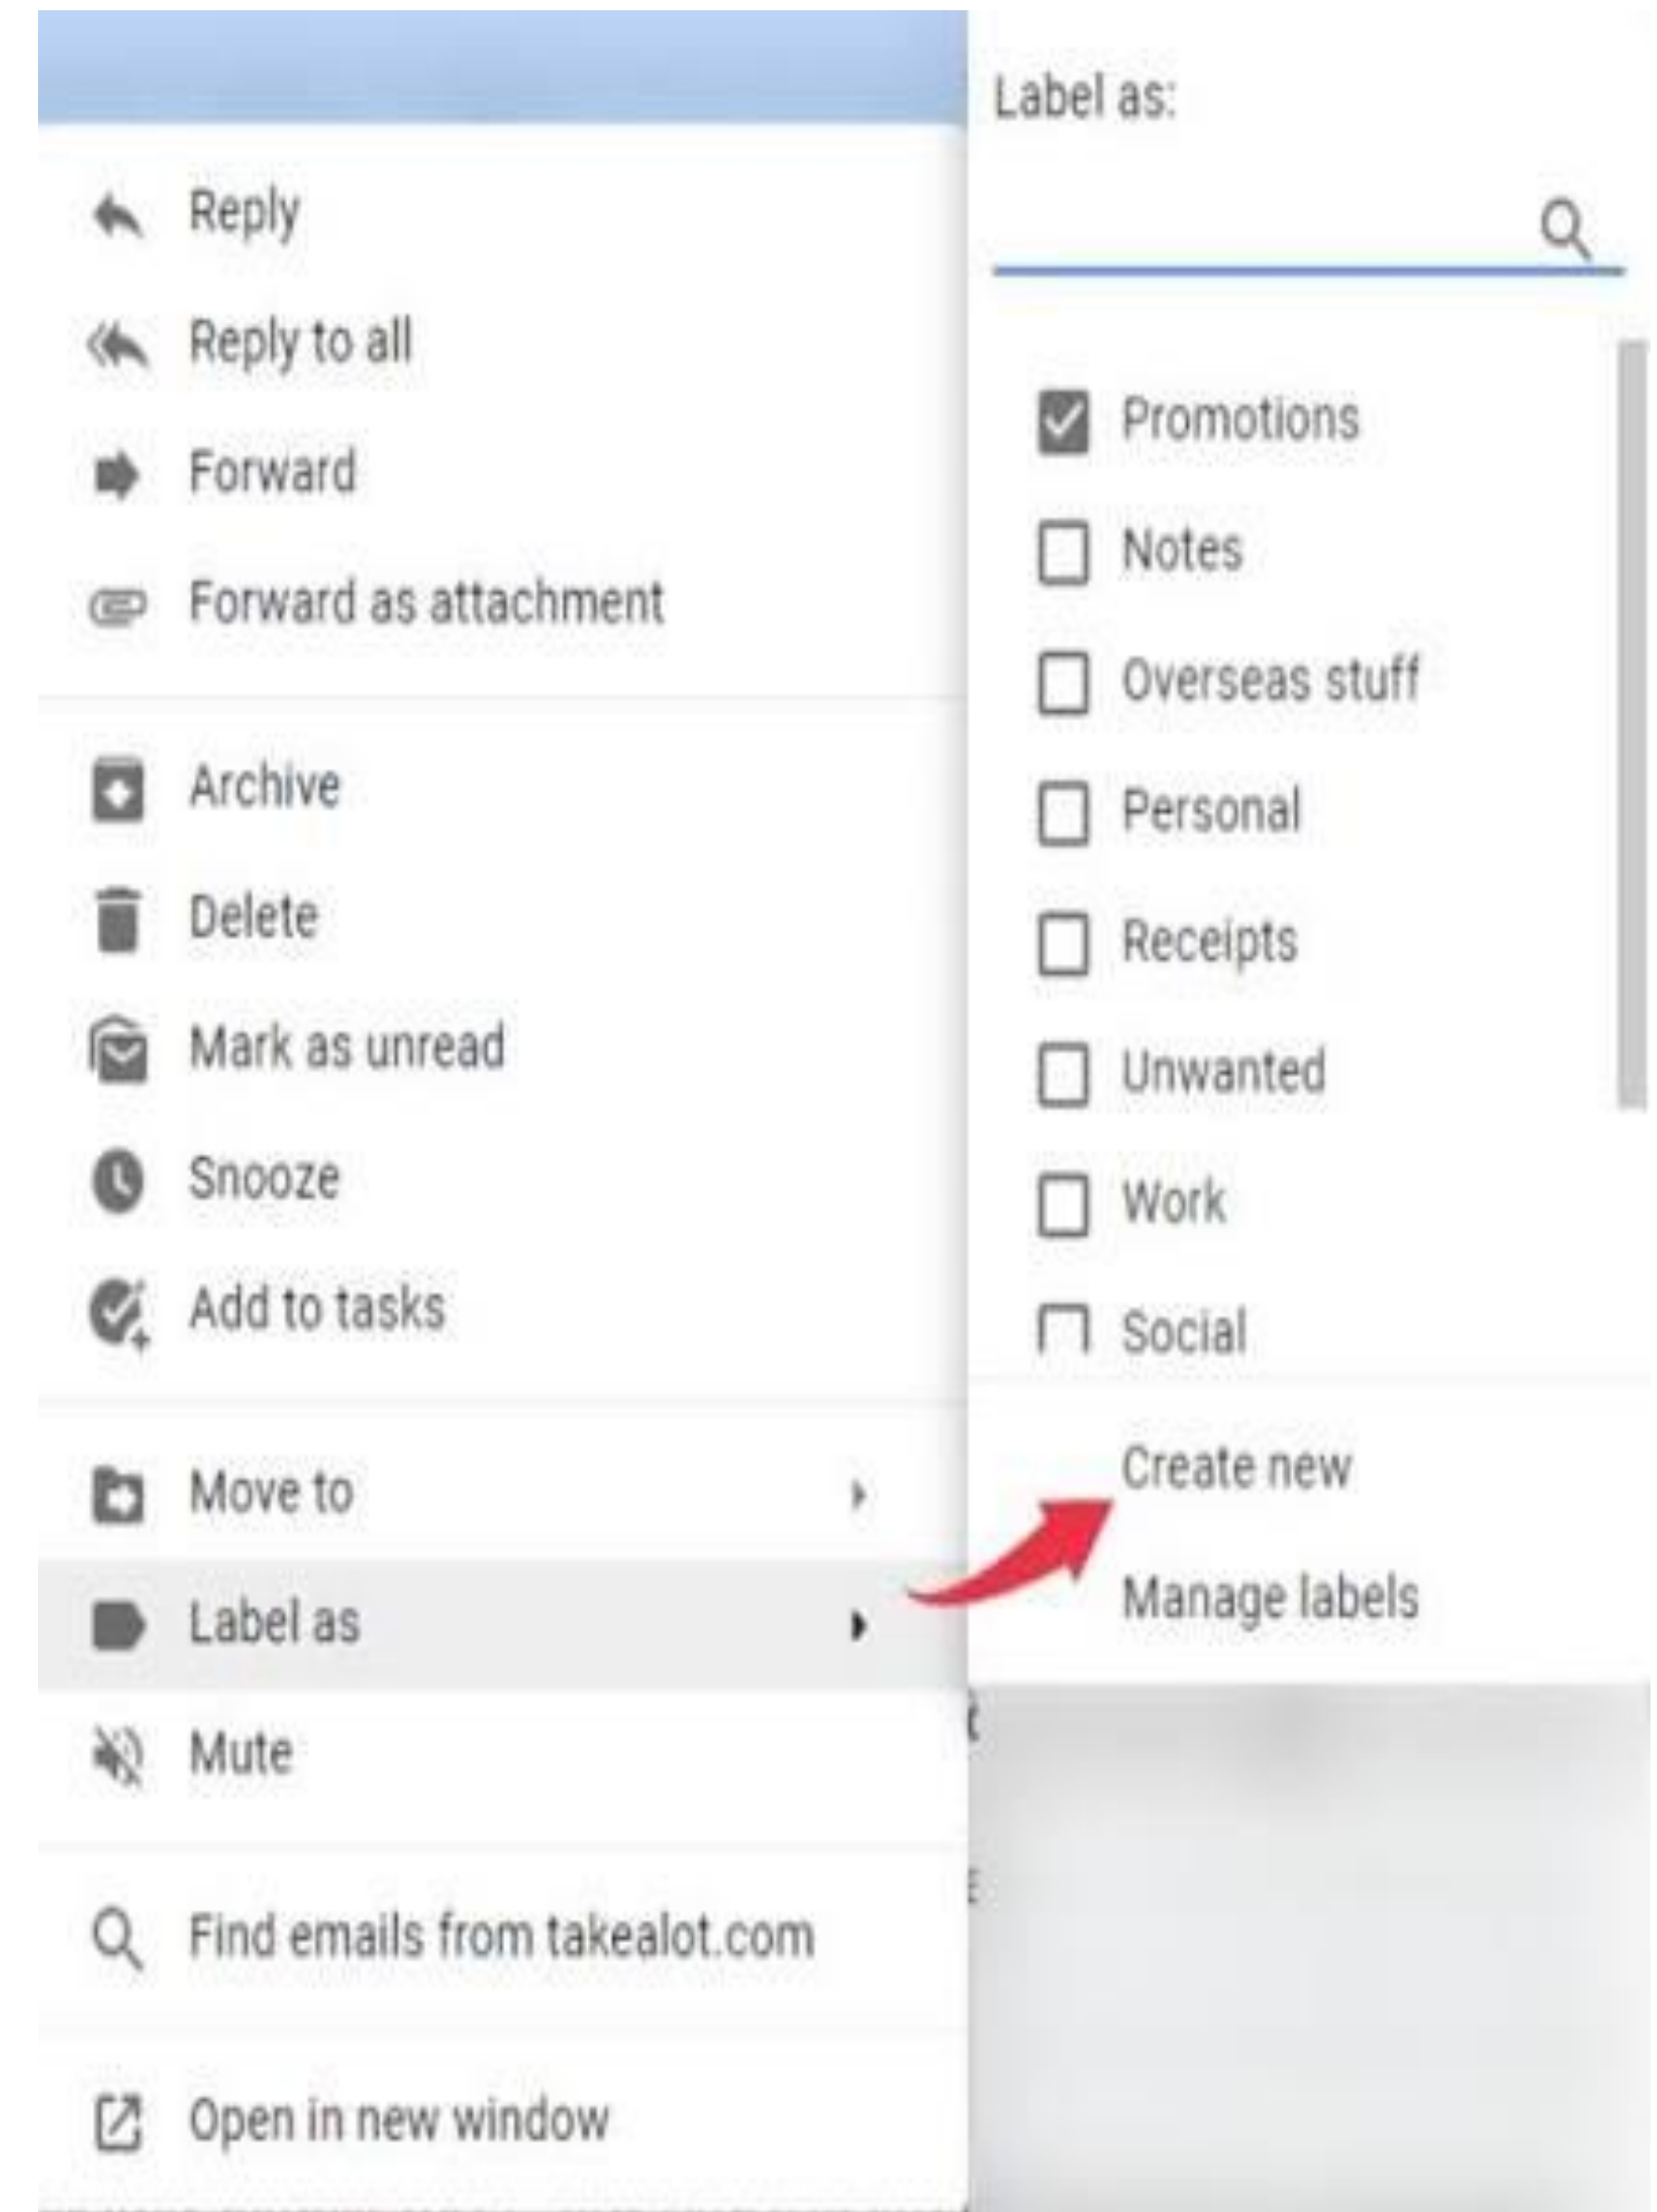 Reply
Reply to all
Forward
Forward as attachment
Archive
Delete
Mark as unread
Snooze
Add to tasks
Move to
Label as
Mute
Find emails from takealot.com
Open in new window
Label as:
Promotions
Notes
Overseas stuff
Personal
Receipts
Unwanted
Work
Social
Create new
Manage labels